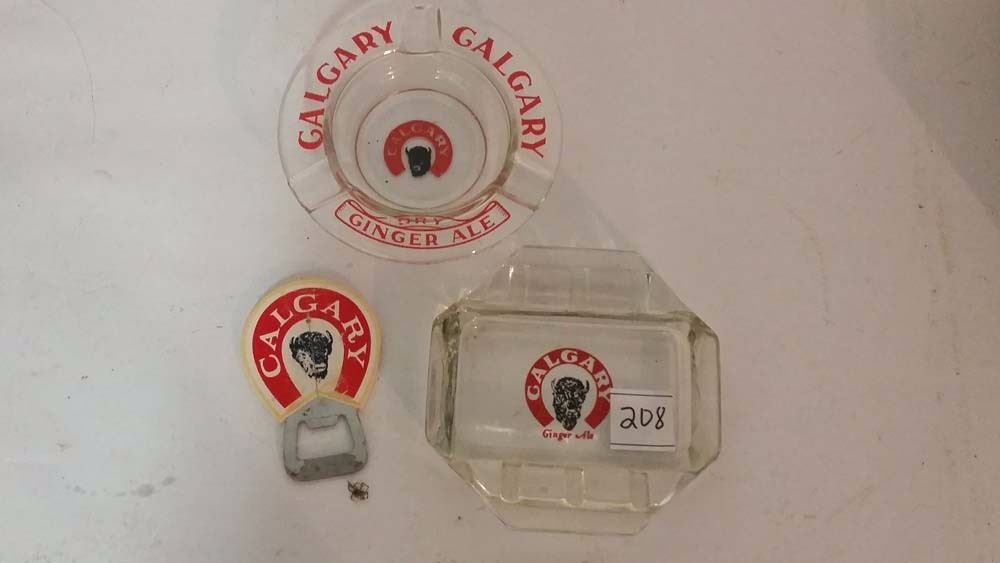 CALGARY CALGARY
CALGARY
DRY
GINGER ALE
CALGARY
CALGARY
Ginger Ale
208